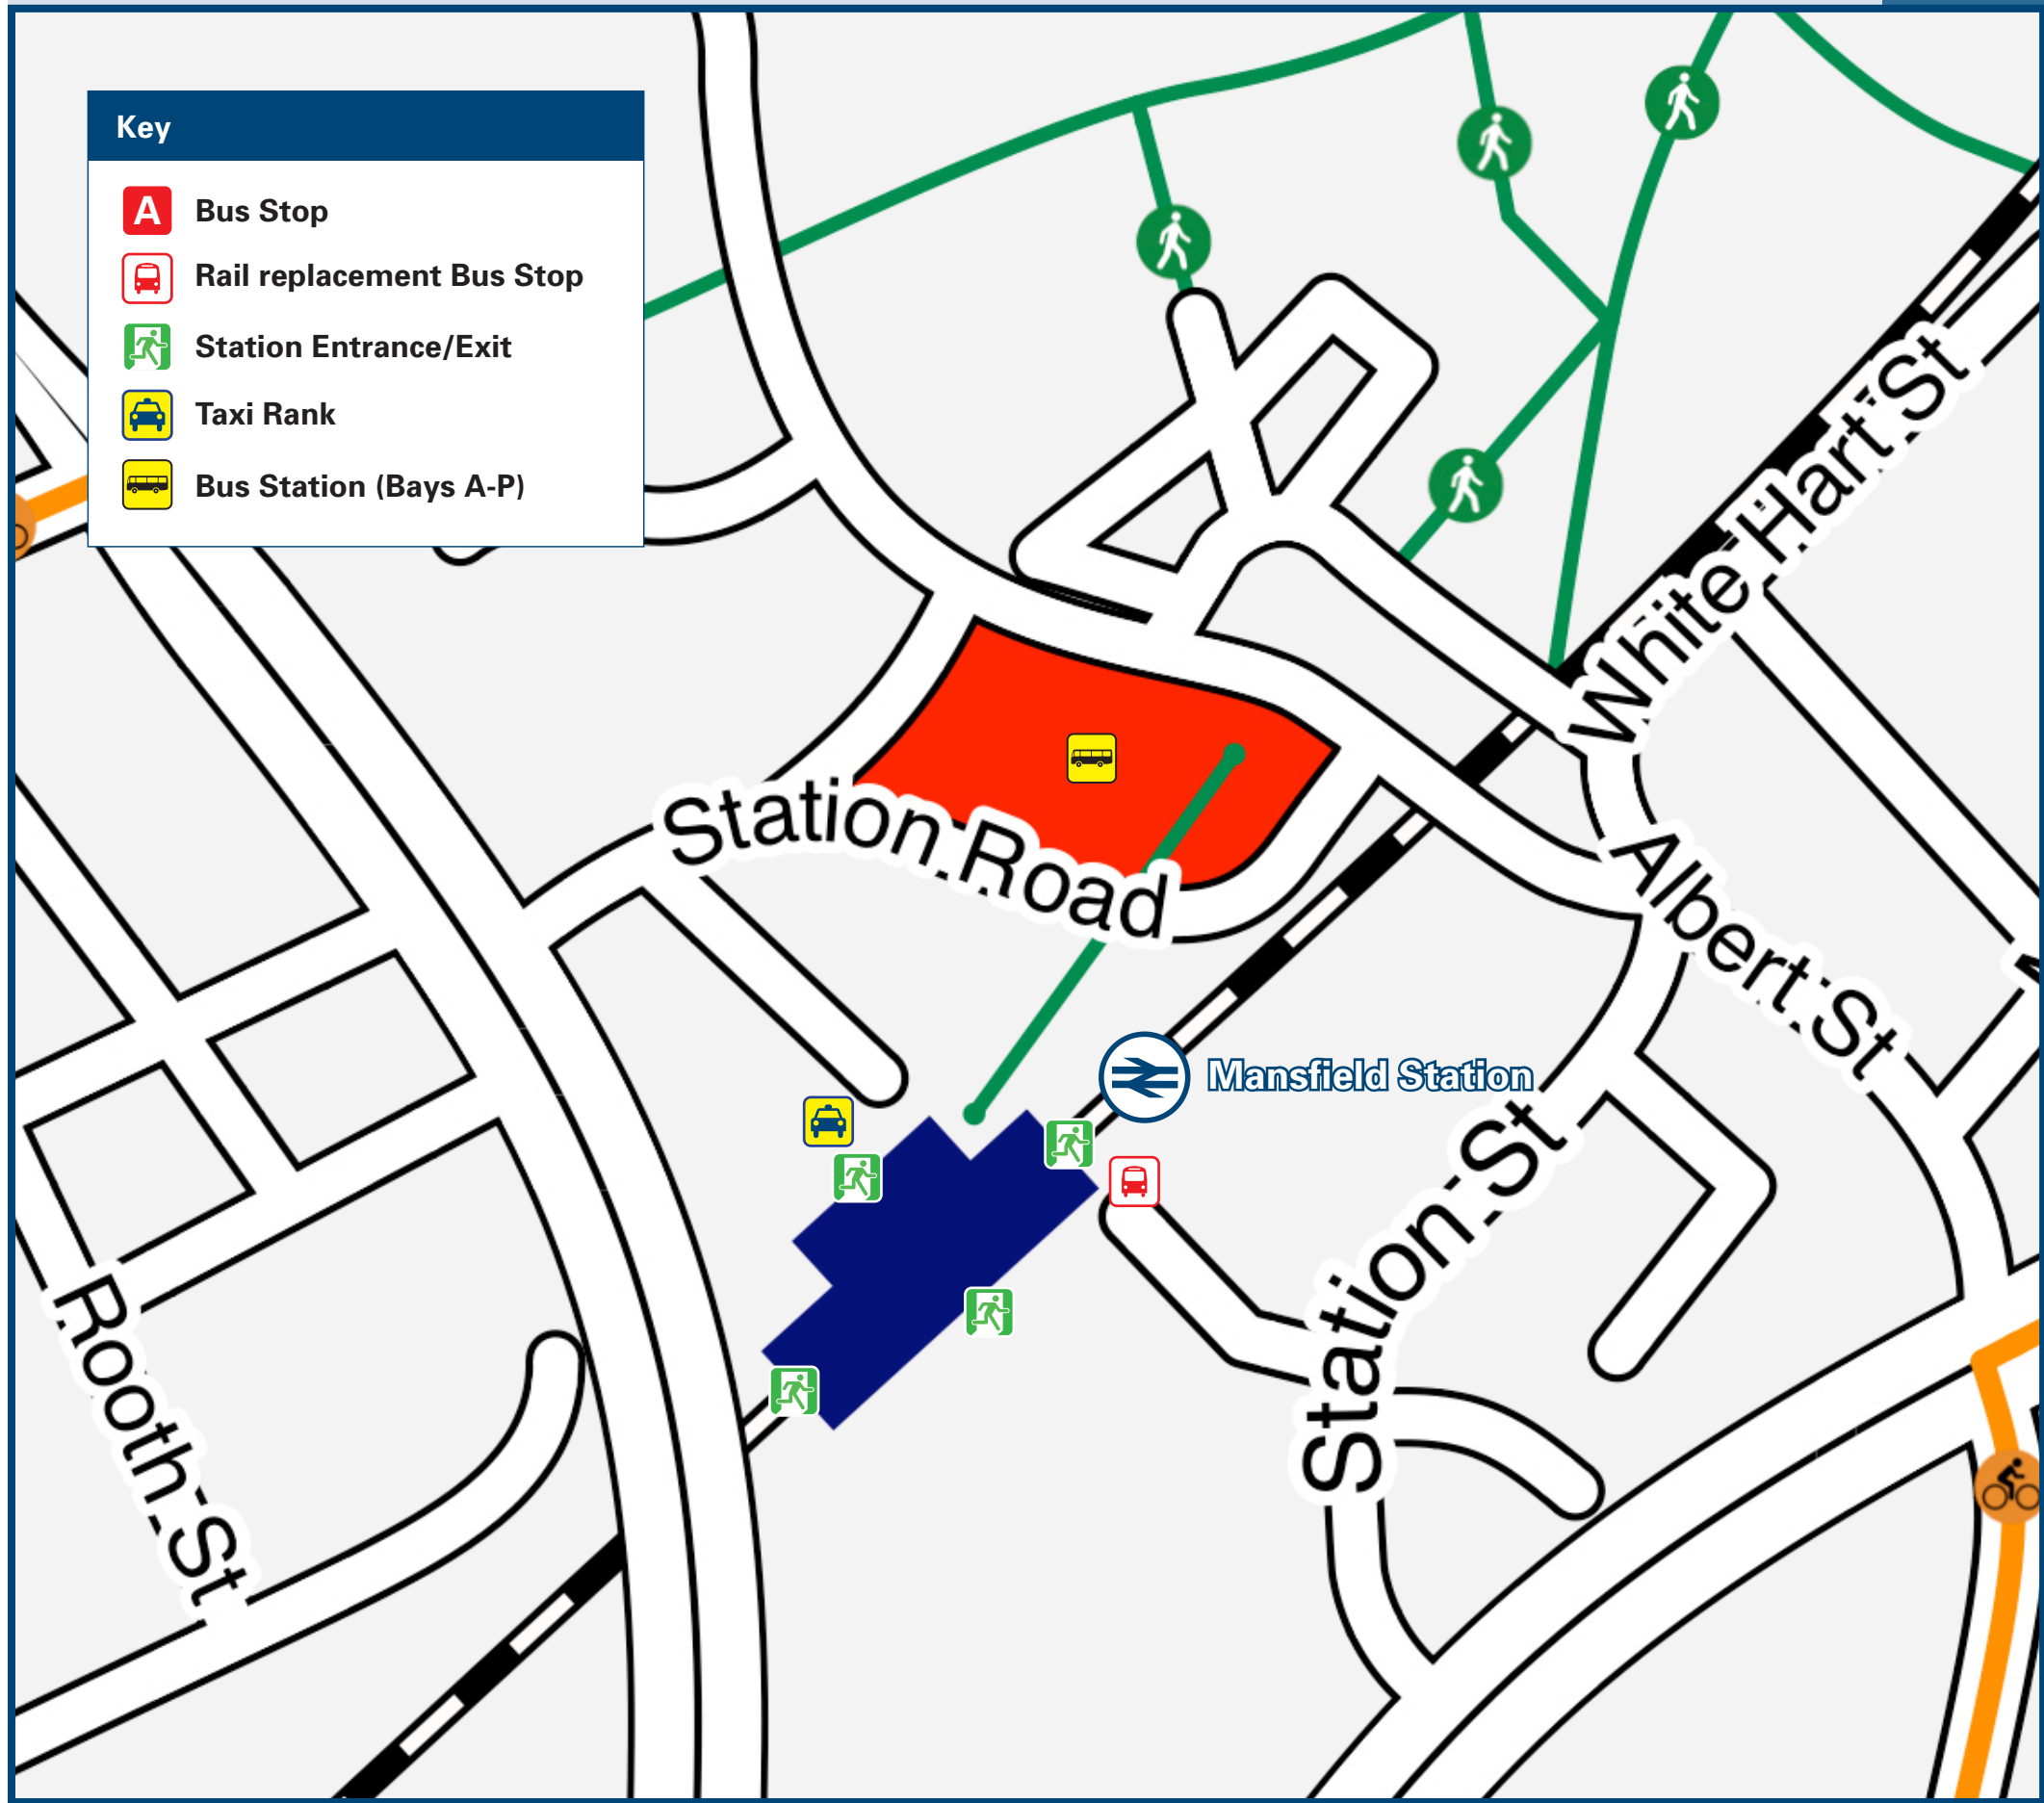 Key
A Bus Stop
Rail replacement Bus Stop
Station Entrance/Exit
Taxi Rank
Bus Station (Bays A-P)
White Hart St
Station Road
Albert St
Mansfield Station
Station St
Rooth St